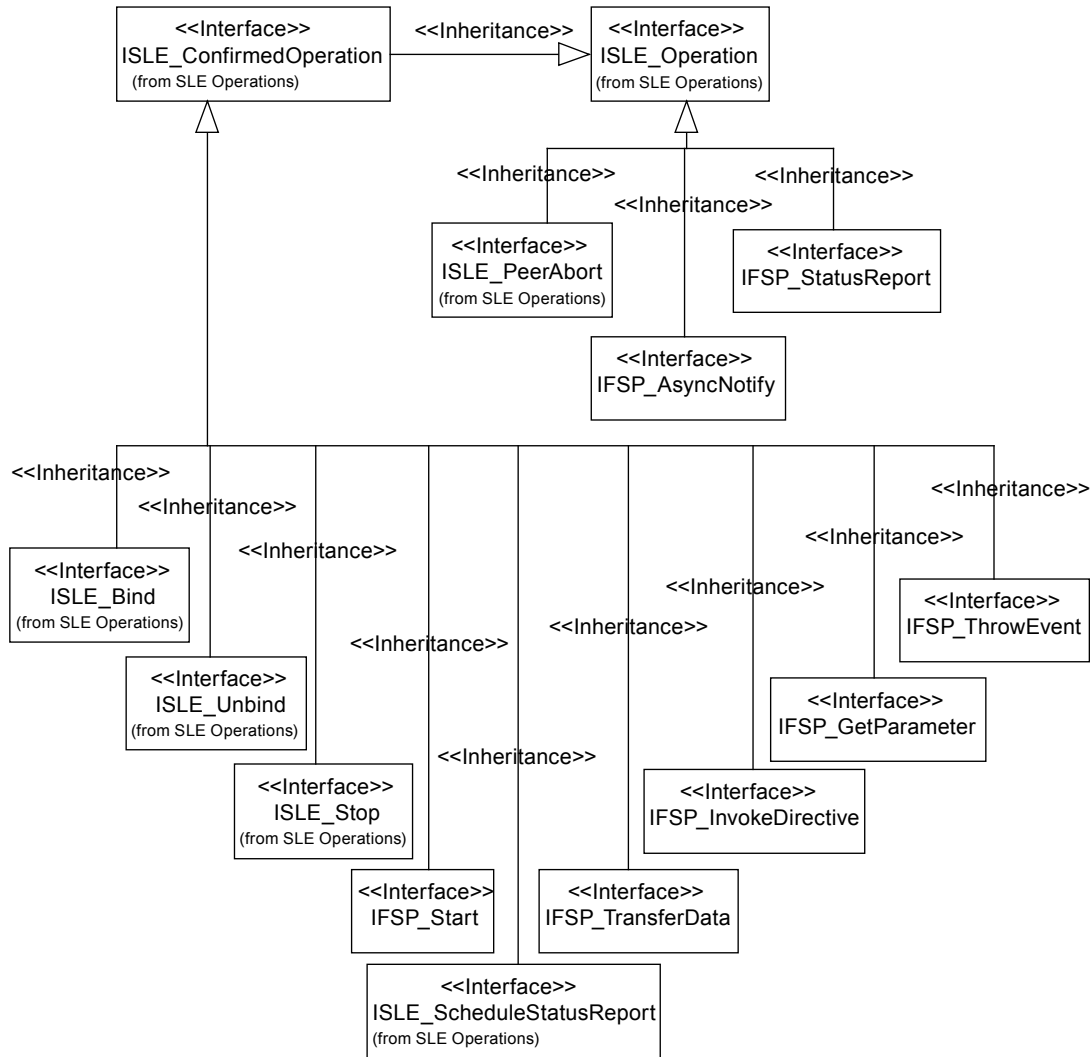 <<Interface>>
ISLE_ConfirmedOperation
(from SLE Operations)
<<Inheritance>>
<<Interface>>
ISLE_Operation
(from SLE Operations)
<<Inheritance>>
<<Inheritance>>
<<Inheritance>>
<<Interface>>
ISLE_PeerAbort
(from SLE Operations)
<<Interface>>
IFSP_StatusReport
<<Interface>>
IFSP_AsyncNotify
<<Inheritance>>
<<Inheritance>>
<<Inheritance>>
<<Inheritance>>
<<Inheritance>>
<<Inheritance>>
<<Inheritance>>
<<Inheritance>>
<<Inheritance>>
<<Interface>>
ISLE_Bind
(from SLE Operations)
<<Interface>>
IFSP_ThrowEvent
<<Interface>>
ISLE_Unbind
(from SLE Operations)
<<Interface>>
IFSP_GetParameter
<<Interface>>
ISLE_Stop
(from SLE Operations)
<<Interface>>
IFSP_InvokeDirective
<<Interface>>
IFSP_Start
<<Interface>>
IFSP_TransferData
<<Interface>>
ISLE_ScheduleStatusReport
(from SLE Operations)